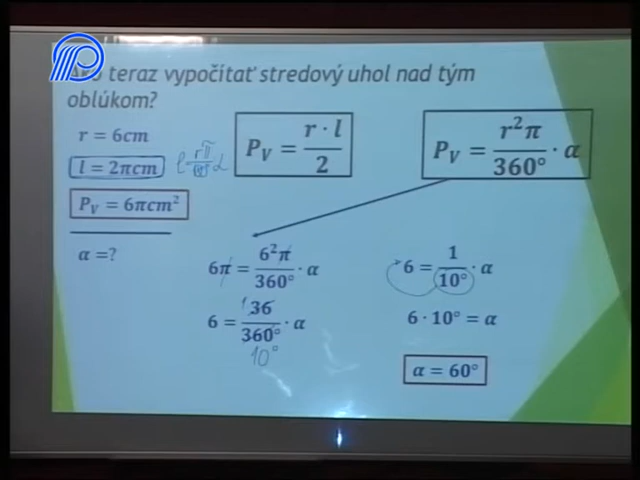 teraz vypočítať stredový uhol nad tým
oblúkom?
r = 6cm
l = 2πcm
P_V = 6πcm²
α =?
P_V = r · l / 2
P_V = r²π / 360° · α
6π = 6²π / 360° · α
6 = 36 / 360° · α
10°
6 = 1 / 10° · α
6 · 10° = α
α = 60°